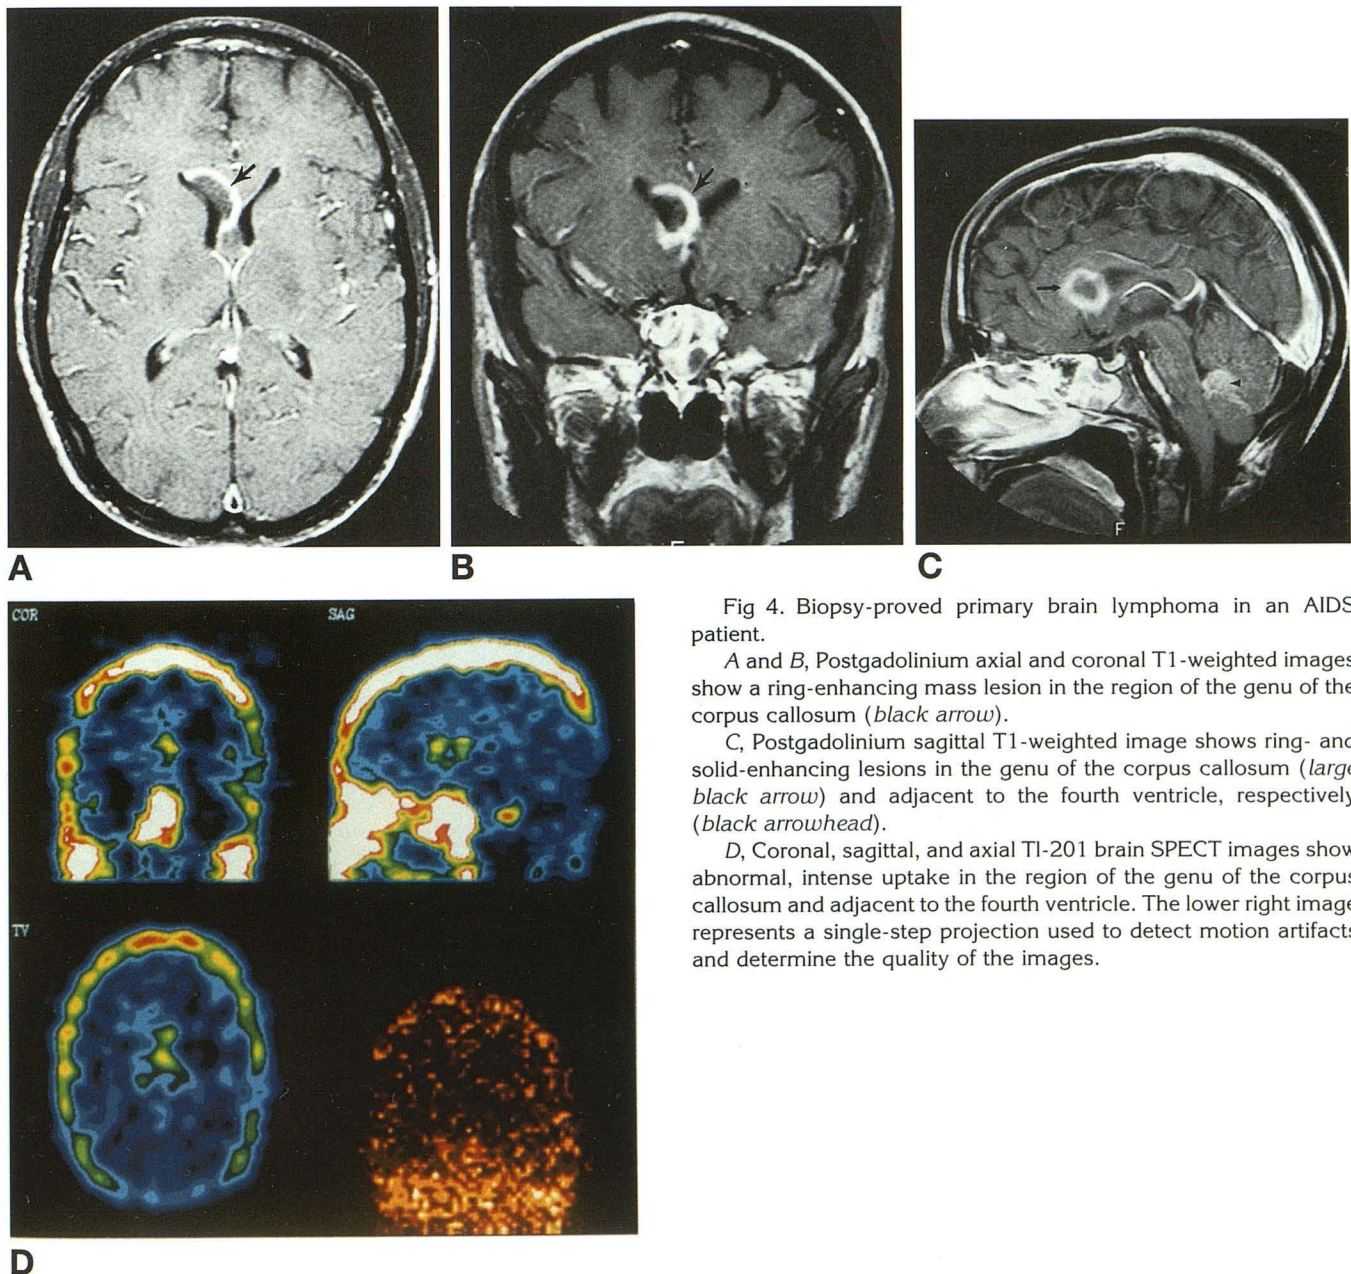 A
B
C
F
COR
SAG
TV
D
Fig 4. Biopsy-proved primary brain lymphoma in an AIDS
patient.
A and B, Postgadolinium axial and coronal T1-weighted images
show a ring-enhancing mass lesion in the region of the genu of the
corpus callosum (black arrow).
C, Postgadolinium sagittal T1-weighted image shows ring- and
solid-enhancing lesions in the genu of the corpus callosum (large
black arrow) and adjacent to the fourth ventricle, respectively
(black arrowhead).
D, Coronal, sagittal, and axial Tl-201 brain SPECT images show
abnormal, intense uptake in the region of the genu of the corpus
callosum and adjacent to the fourth ventricle. The lower right image
represents a single-step projection used to detect motion artifacts
and determine the quality of the images.